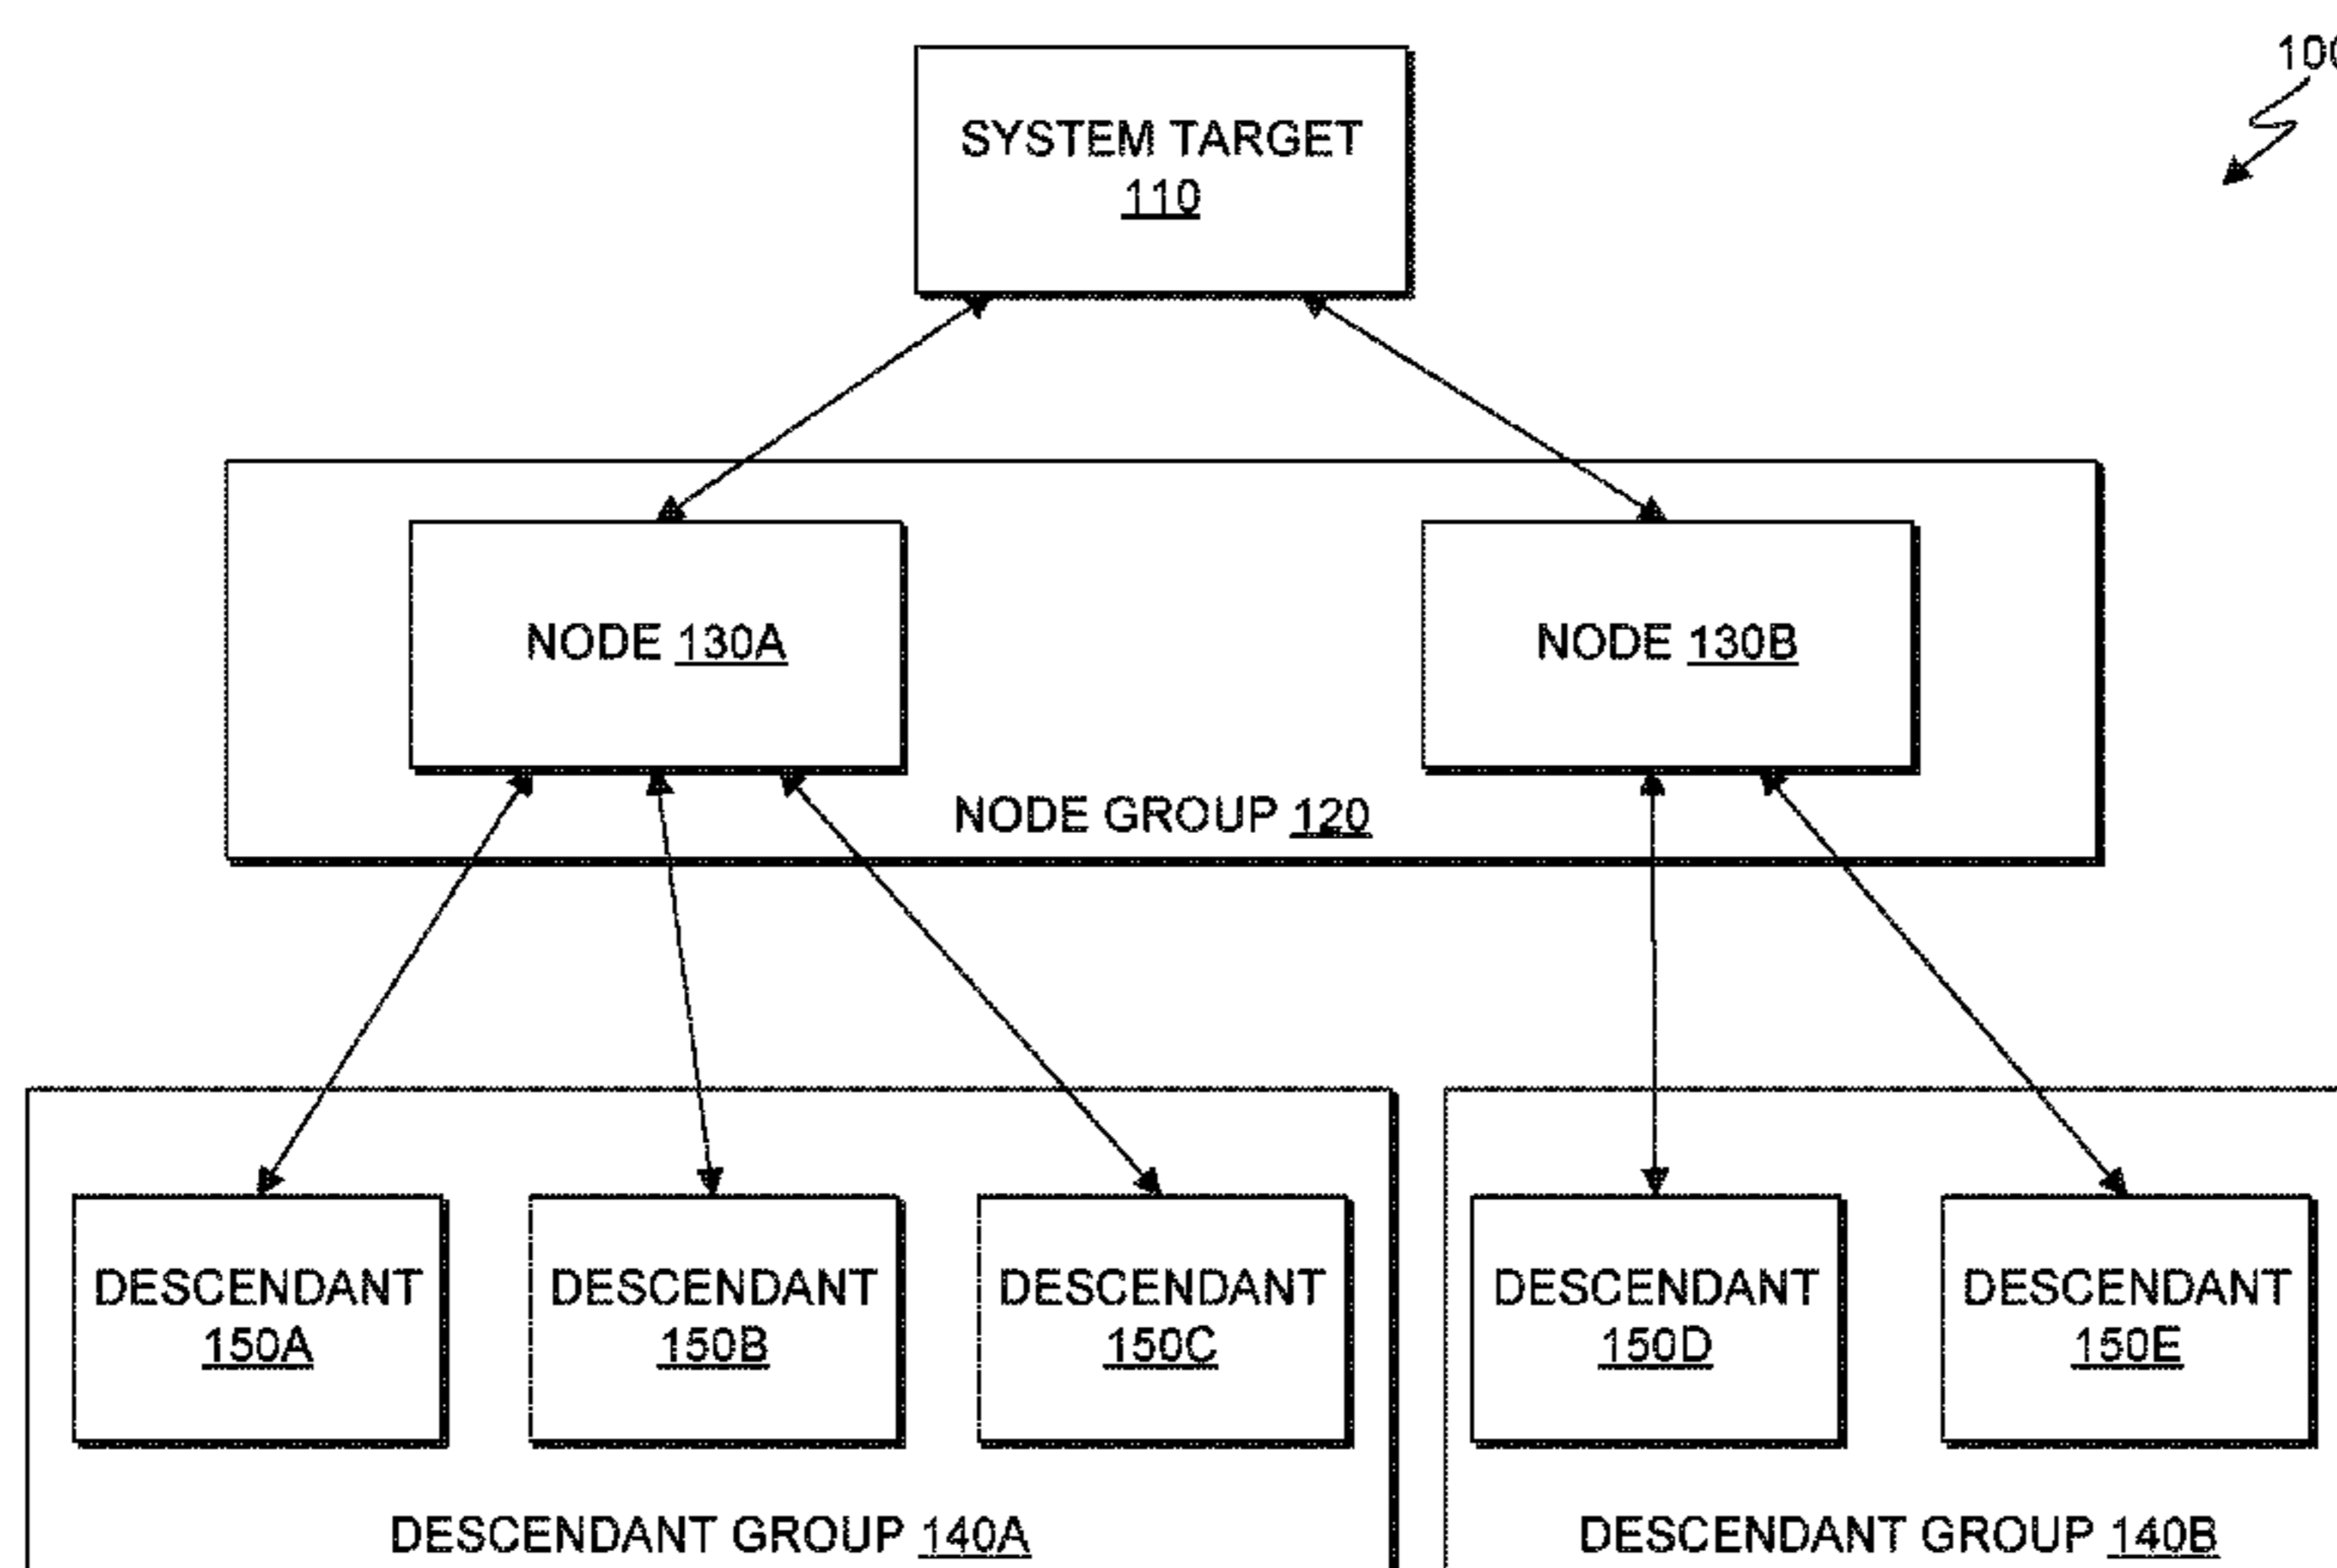 100
SYSTEM TARGET
110
NODE 130A
NODE 130B
NODE GROUP 120
DESCENDANT
150A
DESCENDANT
150B
DESCENDANT
150C
DESCENDANT
150D
DESCENDANT
150E
DESCENDANT GROUP 140A
DESCENDANT GROUP 140B